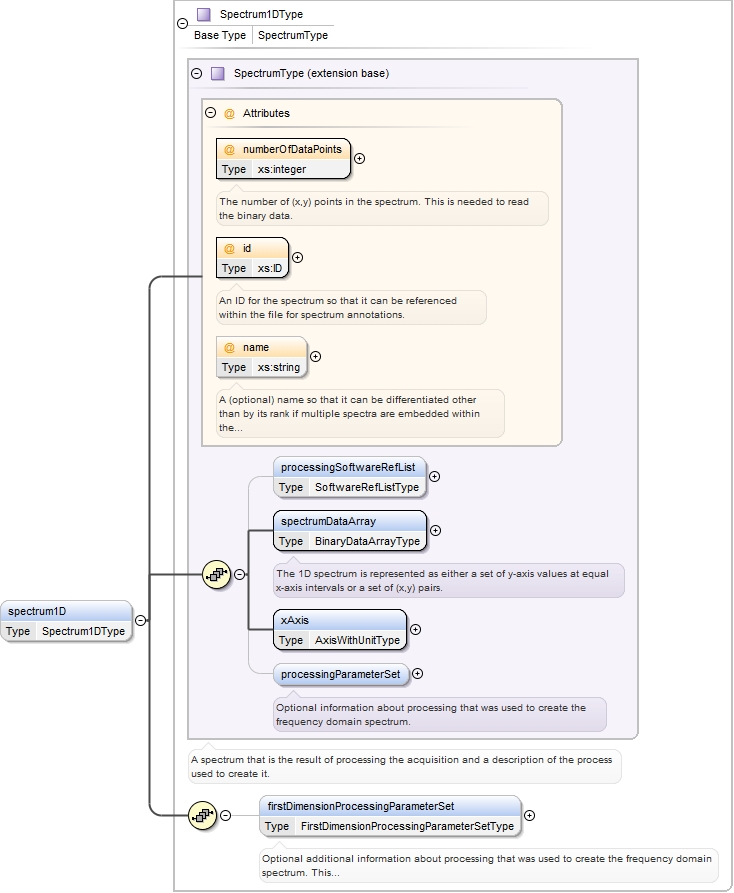 Spectrum1DType
Base Type SpectrumType
SpectrumType (extension base)
@ Attributes
@ numberOfDataPoints
Type xs:integer
The number of (x,y) points in the spectrum. This is needed to read
the binary data.
@ id
Type xs:ID
An ID for the spectrum so that it can be referenced
within the file for spectrum annotations.
@ name
Type xs:string
A (optional) name so that it can be differentiated other
than by its rank if multiple spectra are embedded within
the...
processingSoftwareRefList
Type SoftwareRefListType
spectrumDataArray
Type BinaryDataArrayType
The 1D spectrum is represented as either a set of y-axis values at equal
x-axis intervals or a set of (x,y) pairs.
spectrum1D
Type Spectrum1DType
xAxis
Type AxisWithUnitType
processingParameterSet
Optional information about processing that was used to create the
frequency domain spectrum.
A spectrum that is the result of processing the acquisition and a description of the process
used to create it.
firstDimensionProcessingParameterSet
Type FirstDimensionProcessingParameterSetType
Optional additional information about processing that was used to create the frequency domain
spectrum. This...